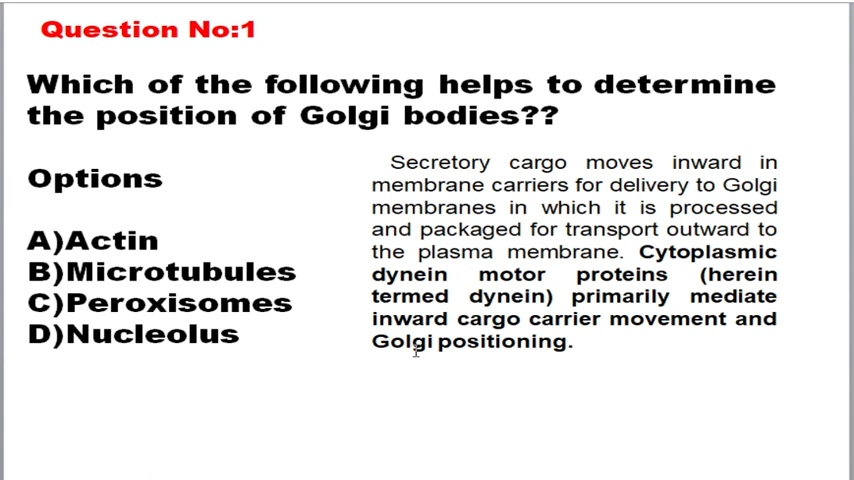 Question No:1
Which of the following helps to determine
the position of Golgi bodies??
Options
A)Actin
B)Microtubules
C)Peroxisomes
D)Nucleolus
Secretory cargo moves inward in
membrane carriers for delivery to Golgi
membranes in which it is processed
and packaged for transport outward to
the plasma membrane. Cytoplasmic
dynein motor proteins (herein
termed dynein) primarily mediate
inward cargo carrier movement and
Golgi positioning.